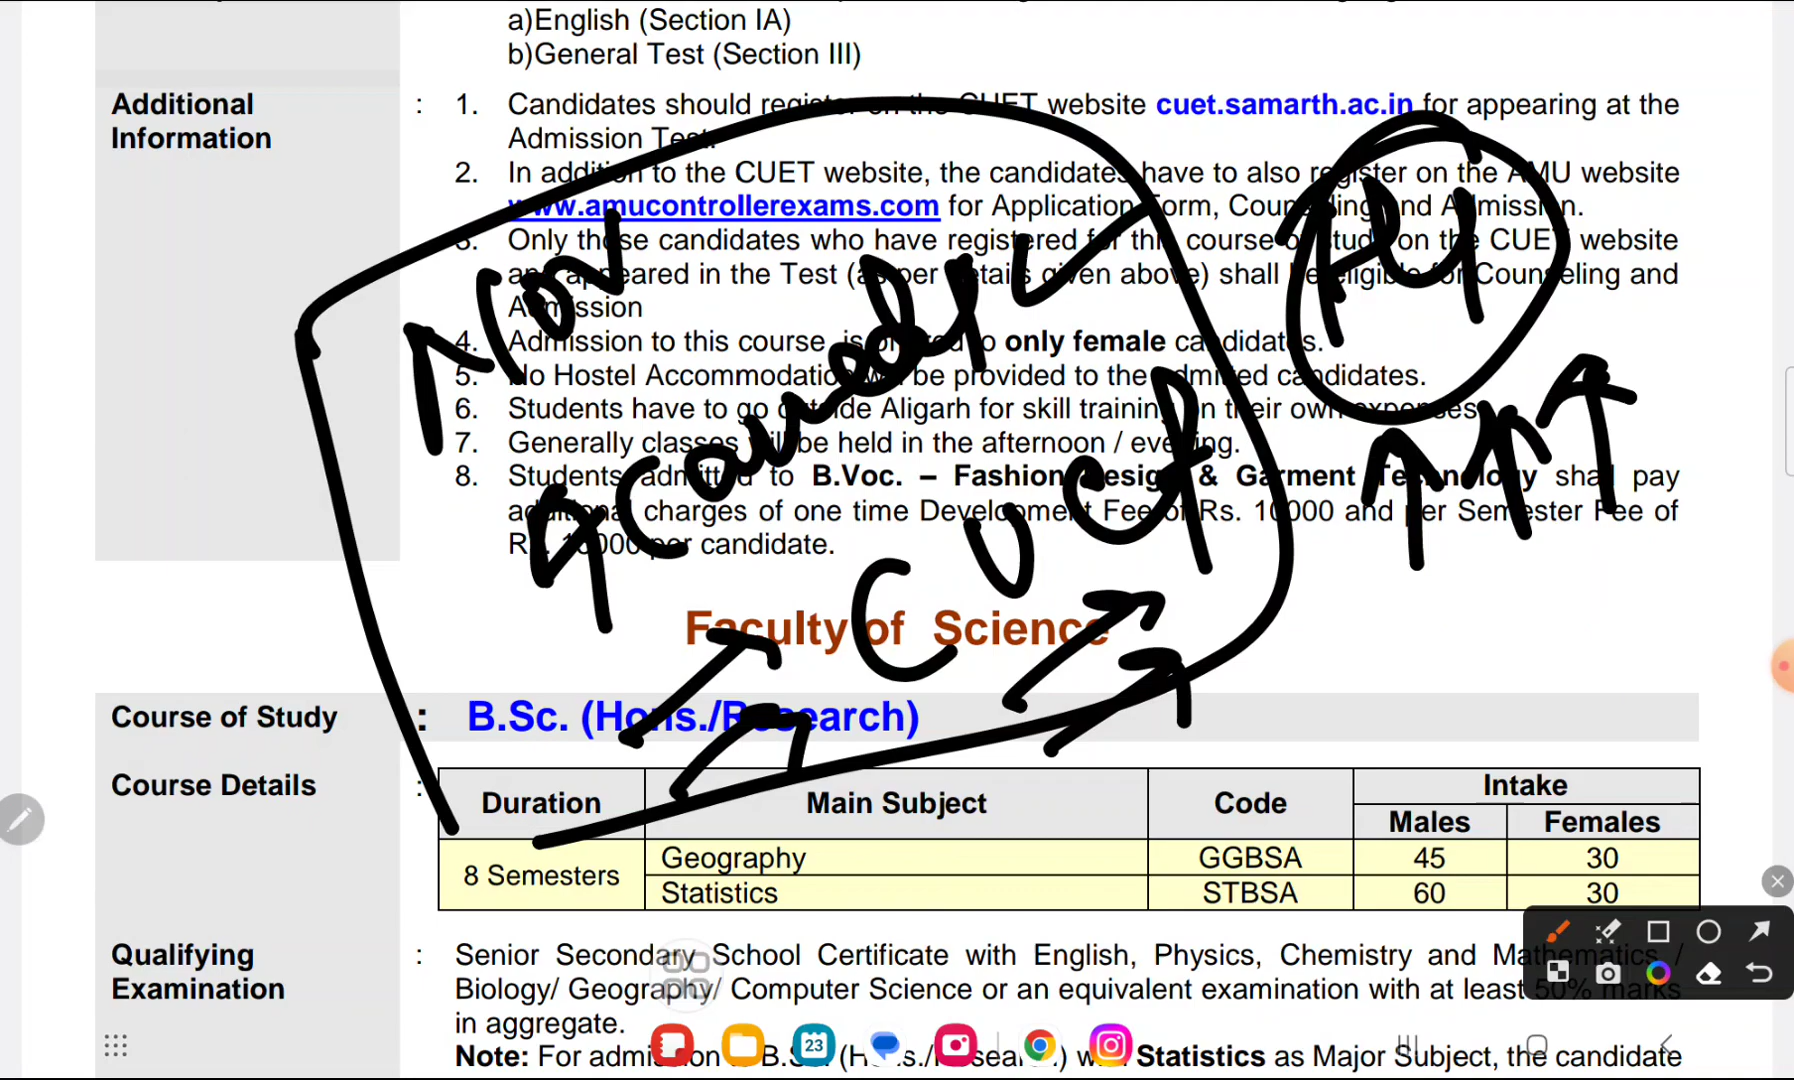 a)English (Section IA)
b)General Test (Section III)
Additional Information : 1. Candidates should register on the CUET website cuet.samarth.ac.in for appearing at the
Admission Test.
2. In addition to the CUET website, the candidates have to also register on the AMU website
www.amucontrollerexams.com for Application Form, Counseling and Admission.
3. Only those candidates who have registered for this course of study on the CUET website
and appeared in the Test (as per details given above) shall be eligible for Counseling and
Admission
4. Admission to this course is offered to only female candidates.
5. No Hostel Accommodation will be provided to the admitted candidates.
6. Students have to go outside Aligarh for skill training on their own expenses
7. Generally classes will be held in the afternoon / evening.
8. Students admitted to B.Voc. – Fashion Design & Garment Technology shall pay
additional charges of one time Development Fee of Rs. 10000 and per Semester Fee of
Rs. 10000 per candidate.
CUET
Faculty of Science
Course of Study : B.Sc. (Hons./Research)
Course Details :
Duration Main Subject Code Intake
Males Females
8 Semesters Geography GGBSA 45 30
Statistics STBSA 60 30
Qualifying Examination : Senior Secondary School Certificate with English, Physics, Chemistry and Mathematics /
Biology/ Geography/ Computer Science or an equivalent examination with at least 50% marks
in aggregate.
Note: For admission B.Sc. (Hons./Research) with Statistics as Major Subject, the candidate
23